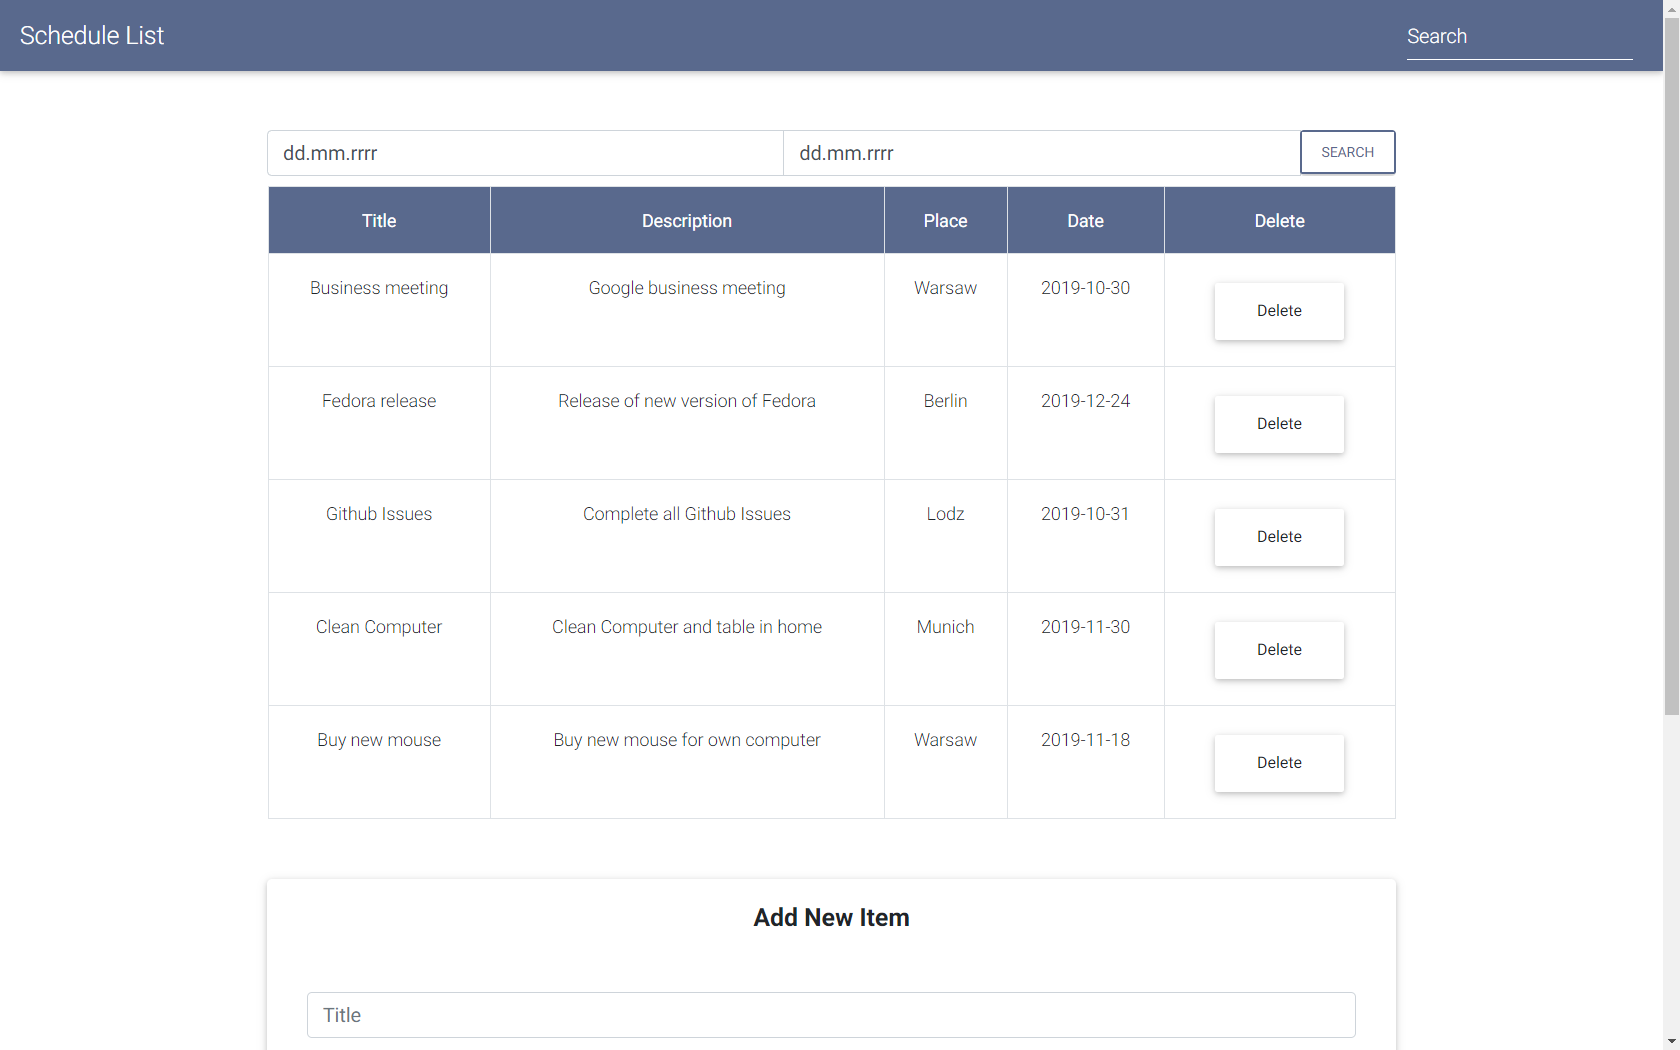 Schedule List
Search
dd.mm.rrrr dd.mm.rrrr SEARCH
Title Description Place Date Delete
Business meeting Google business meeting Warsaw 2019-10-30 Delete
Fedora release Release of new version of Fedora Berlin 2019-12-24 Delete
Github Issues Complete all Github Issues Lodz 2019-10-31 Delete
Clean Computer Clean Computer and table in home Munich 2019-11-30 Delete
Buy new mouse Buy new mouse for own computer Warsaw 2019-11-18 Delete
Add New Item
Title